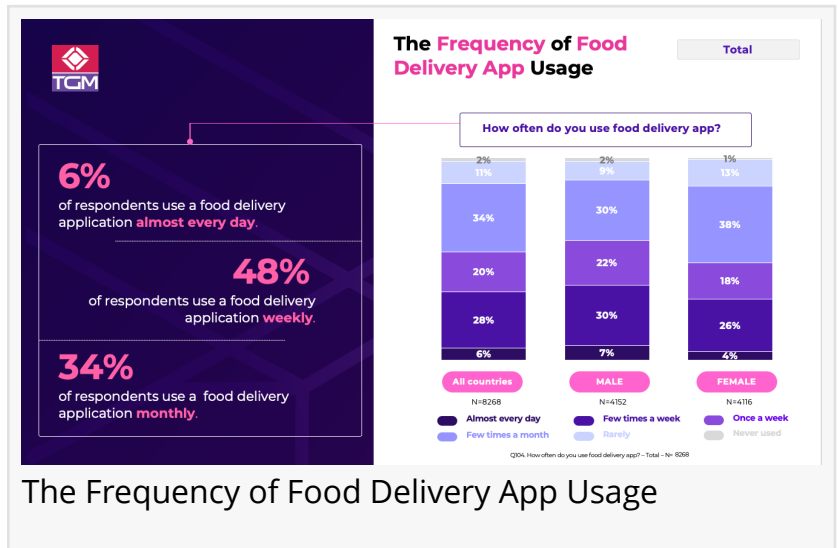 TGM
The Frequency of Food
Delivery App Usage
Total
How often do you use food delivery app?
6%
of respondents use a food delivery
application almost every day.
48%
of respondents use a food delivery
application weekly.
34%
of respondents use a food delivery
application monthly.
2%
11%
34%
20%
28%
6%
2%
9%
30%
22%
30%
7%
1%
13%
38%
18%
26%
4%
All countries
MALE
FEMALE
N=8268
N=4152
N=4116
Almost every day
Few times a week
Once a week
Few times a month
Rarely
Never used
Q104. How often do you use food delivery app? – Total – N= 8268
The Frequency of Food Delivery App Usage